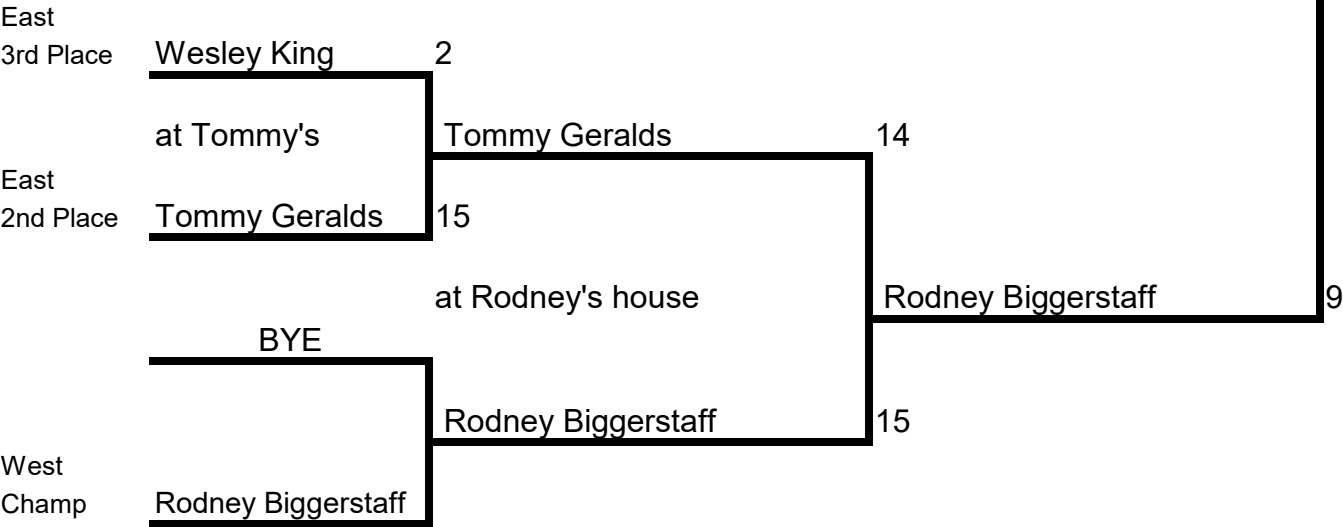 East
3rd Place Wesley King 2
at Tommy's Tommy Geralds 14
East
2nd Place Tommy Geralds 15
at Rodney's house Rodney Biggerstaff 9
BYE
Rodney Biggerstaff 15
West
Champ Rodney Biggerstaff